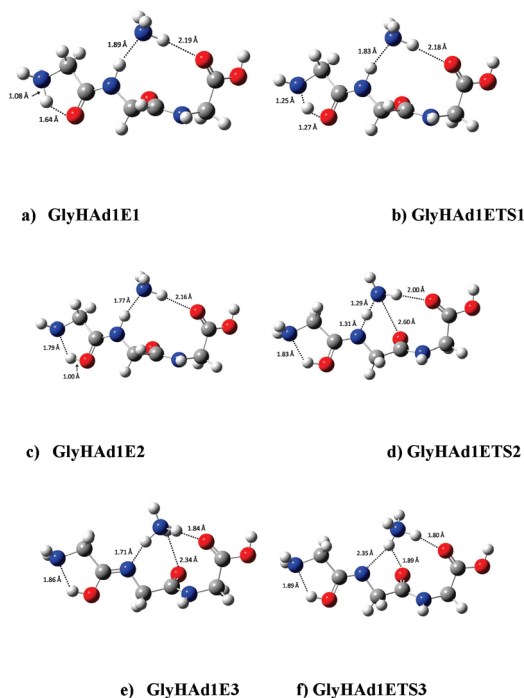 1.89 Å
2.19 Å
1.08 Å
1.64 Å
1.83 Å
2.18 Å
1.25 Å
1.27 Å
a) GlyHAd1E1
b) GlyHAd1ETS1
1.77 Å
2.16 Å
1.79 Å
1.00 Å
1.29 Å
2.00 Å
1.31 Å
2.60 Å
1.83 Å
c) GlyHAd1E2
d) GlyHAd1ETS2
1.71 Å
1.84 Å
2.34 Å
1.86 Å
2.35 Å
1.80 Å
1.89 Å
1.89 Å
e) GlyHAd1E3
f) GlyHAd1ETS3